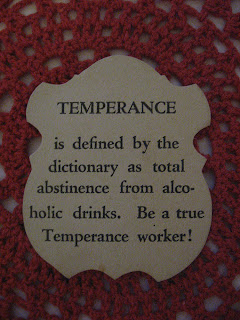 TEMPERANCE
is defined by the
dictionary as total
abstinence from alco-
holic drinks. Be a true
Temperance worker!